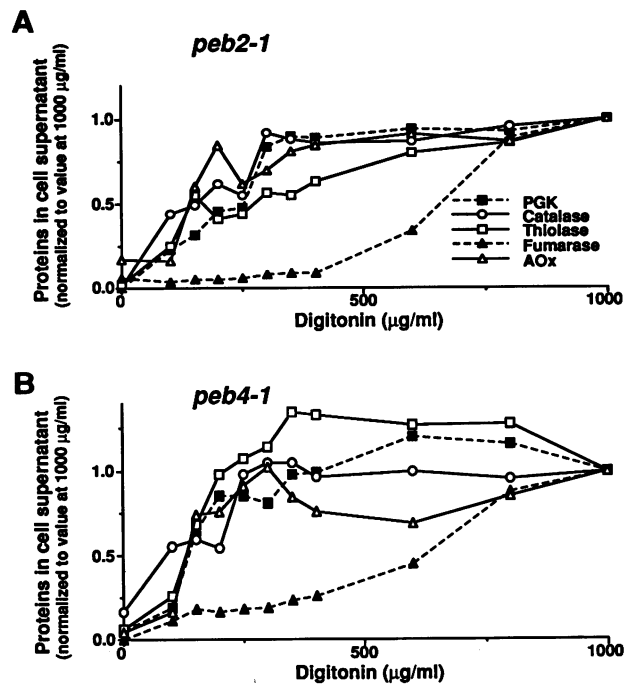 A
peb2-1
Proteins in cell supernatant
(normalized to value at 1000 μg/ml)
1.0
0.5
0.0
0
500
1000
Digitonin (μg/ml)
PGK
Catalase
Thiolase
Fumarase
AOx
B
peb4-1
Proteins in cell supernatant
(normalized to value at 1000 μg/ml)
1.0
0.5
0.0
0
500
1000
Digitonin (μg/ml)